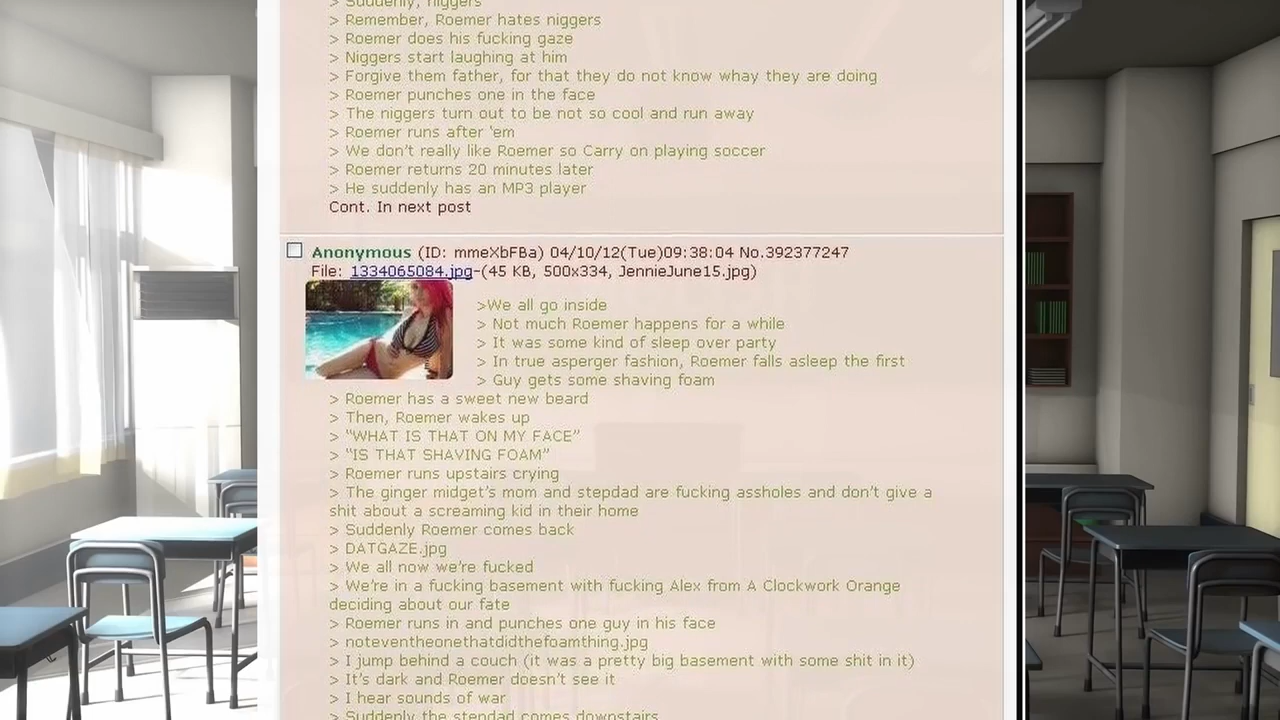 > Suddenly, niggers
> Remember, Roemer hates niggers
> Roemer does his fucking gaze
> Niggers start laughing at him
> Forgive them father, for that they do not know whay they are doing
> Roemer punches one in the face
> The niggers turn out to be not so cool and run away
> Roemer runs after 'em
> We don't really like Roemer so Carry on playing soccer
> Roemer returns 20 minutes later
> He suddenly has an MP3 player
Cont. In next post
Anonymous (ID: mmeXbFBa) 04/10/12(Tue)09:38:04 No.392377247
File: 1334065084.jpg-(45 KB, 500x334, JennieJune15.jpg)
>We all go inside
> Not much Roemer happens for a while
> It was some kind of sleep over party
> In true asperger fashion, Roemer falls asleep the first
> Guy gets some shaving foam
> Roemer has a sweet new beard
> Then, Roemer wakes up
> "WHAT IS THAT ON MY FACE"
> "IS THAT SHAVING FOAM"
> Roemer runs upstairs crying
> The ginger midget's mom and stepdad are fucking assholes and don't give a
shit about a screaming kid in their home
> Suddenly Roemer comes back
> DATGAZE.jpg
> We all now we're fucked
> We're in a fucking basement with fucking Alex from A Clockwork Orange
deciding about our fate
> Roemer runs in and punches one guy in his face
> noteventheonethatdidthefoamthing.jpg
> I jump behind a couch (it was a pretty big basement with some shit in it)
> It's dark and Roemer doesn't see it
> I hear sounds of war
> Suddenly the stepdad comes downstairs